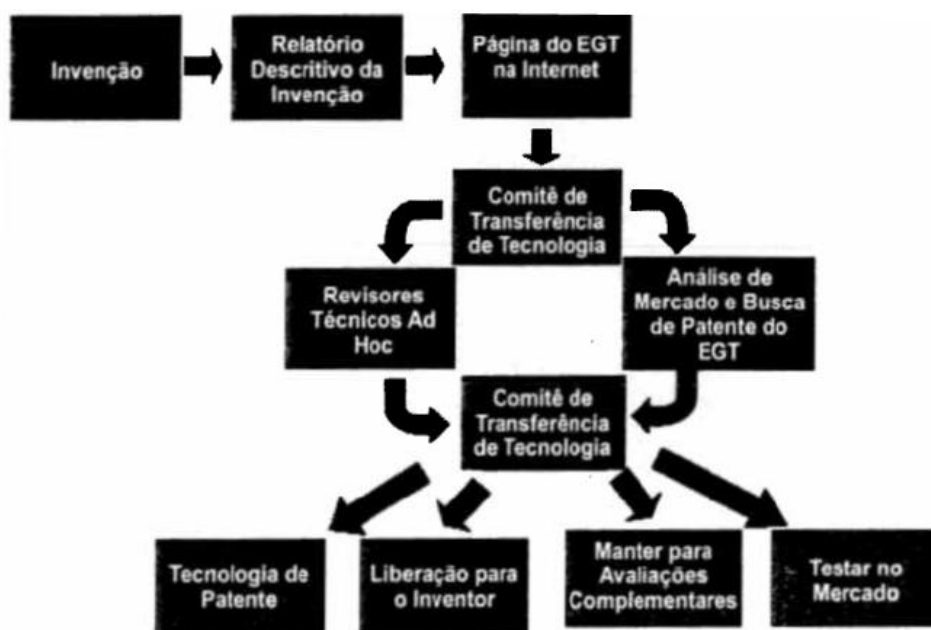 Invenção
Relatório
Descritivo da
Invenção
Página do EGT
na Internet
Comitê de
Transferência
de Tecnologia
Revisores
Técnicos Ad
Hoc
Análise de
Mercado e Busca
de Patente do
EGT
Comitê de
Transferência
de Tecnologia
Tecnologia de
Patente
Liberação para
o Inventor
Manter para
Avaliações
Complementares
Testar no
Mercado